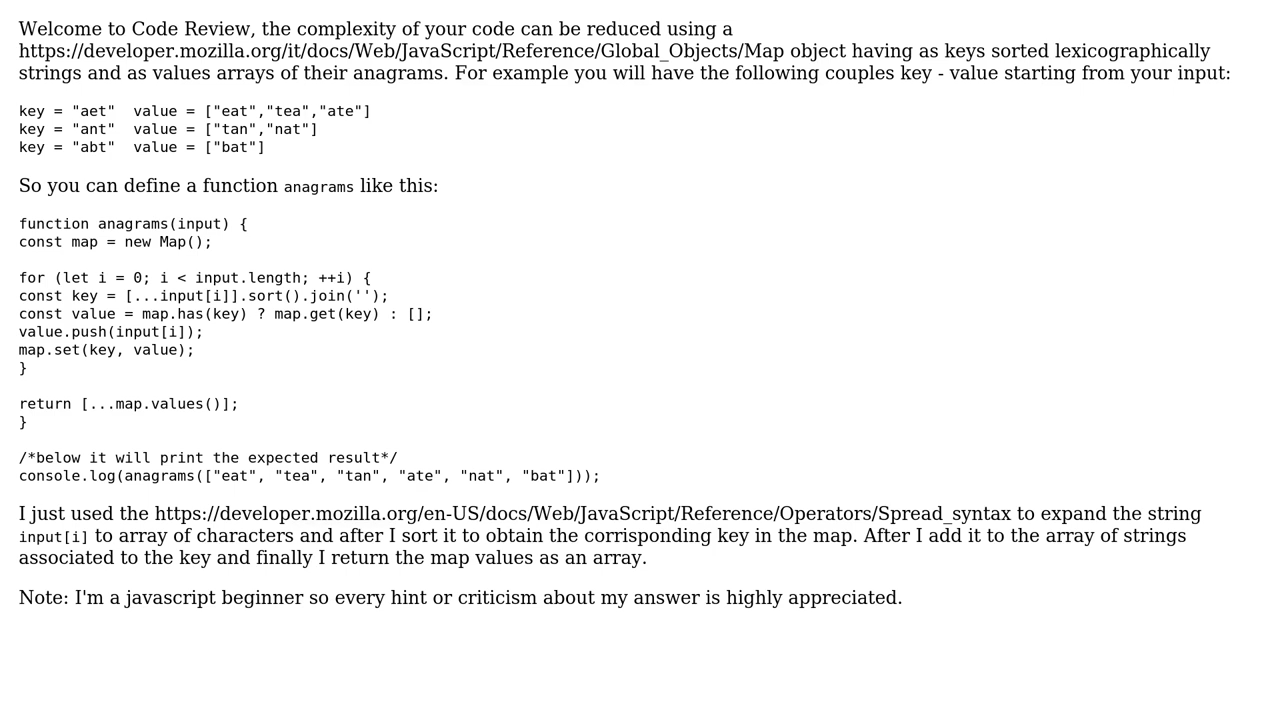 Welcome to Code Review, the complexity of your code can be reduced using a
https://developer.mozilla.org/it/docs/Web/JavaScript/Reference/Global_Objects/Map object having as keys sorted lexicographically
strings and as values arrays of their anagrams. For example you will have the following couples key - value starting from your input:
key = "aet"  value = ["eat","tea","ate"]
key = "ant"  value = ["tan","nat"]
key = "abt"  value = ["bat"]
So you can define a function anagrams like this:
function anagrams(input) {
const map = new Map();
for (let i = 0; i < input.length; ++i) {
const key = [...input[i]].sort().join('');
const value = map.has(key) ? map.get(key) : [];
value.push(input[i]);
map.set(key, value);
}
return [...map.values()];
}
/*below it will print the expected result*/
console.log(anagrams(["eat", "tea", "tan", "ate", "nat", "bat"]));
I just used the https://developer.mozilla.org/en-US/docs/Web/JavaScript/Reference/Operators/Spread_syntax to expand the string
input[i] to array of characters and after I sort it to obtain the corrisponding key in the map. After I add it to the array of strings
associated to the key and finally I return the map values as an array.
Note: I'm a javascript beginner so every hint or criticism about my answer is highly appreciated.